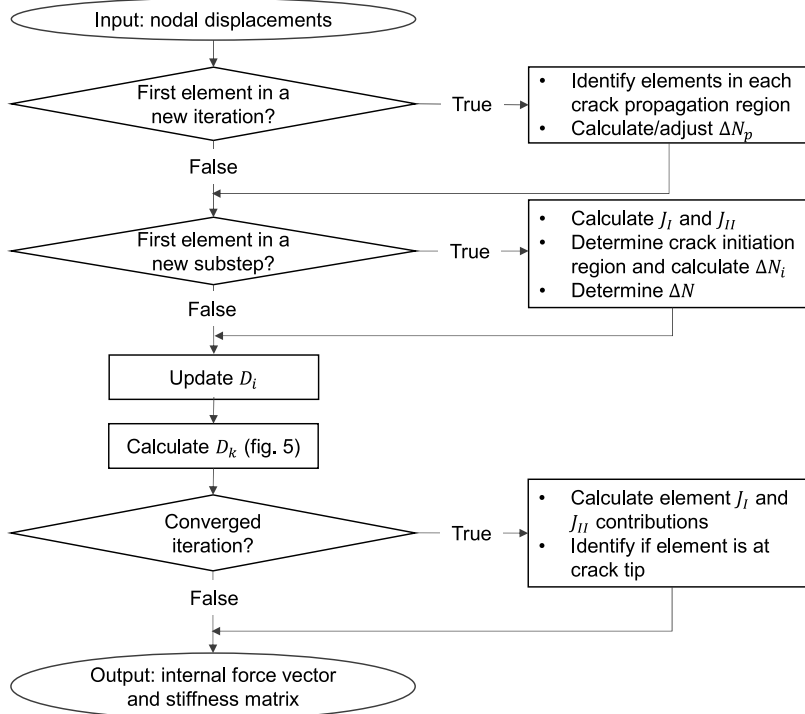 Input: nodal displacements
First element in a
new iteration?
True
• Identify elements in each
crack propagation region
• Calculate/adjust ΔN_p
False
First element in a
new substep?
True
• Calculate J_I and J_II
• Determine crack initiation
region and calculate ΔN_i
• Determine ΔN
False
Update D_i
Calculate D_k (fig. 5)
Converged
iteration?
True
• Calculate element J_I and
J_II contributions
• Identify if element is at
crack tip
False
Output: internal force vector
and stiffness matrix